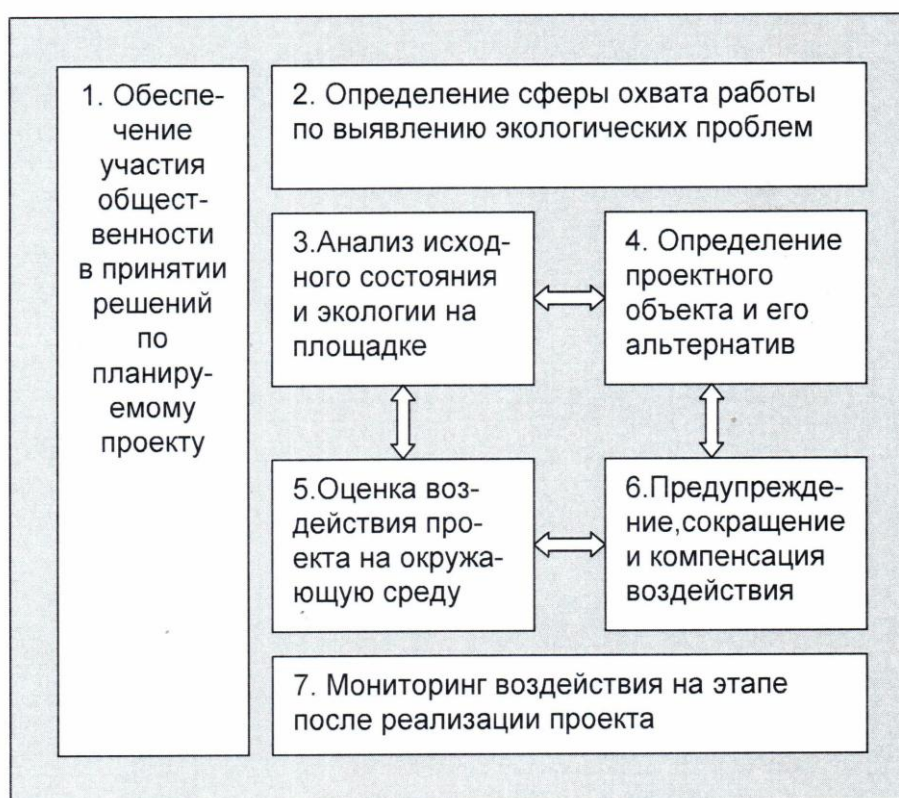 1. Обеспе-
чение
участия
общест-
венности
в принятии
решений
по
планиру-
емому
проекту
2. Определение сферы охвата работы
по выявлению экологических проблем
3.Анализ исход-
ного состояния
и экологии на
площадке
4. Определение
проектного
объекта и его
альтернатив
5.Оценка воз-
действия про-
екта на окружа-
ющую среду
6.Предупрежде-
ние,сокращение
и компенсация
воздействия
7. Мониторинг воздействия на этапе
после реализации проекта